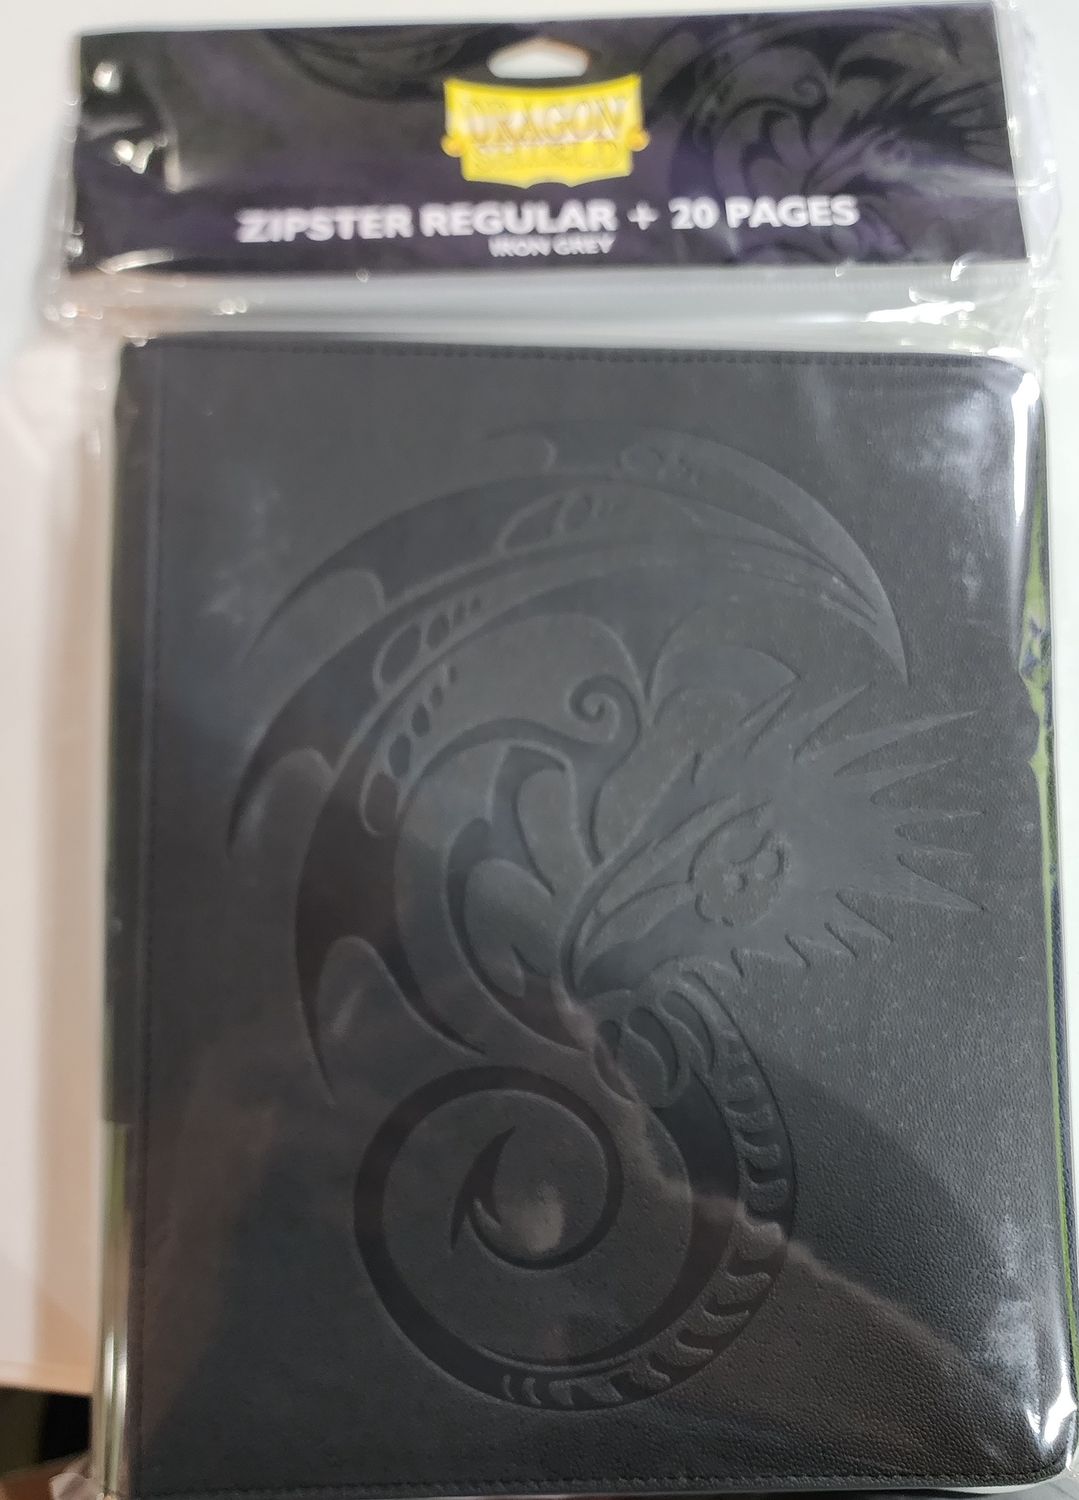 DRAGON
SHIELD
ZIPSTER REGULAR + 20 PAGES
IRON GREY